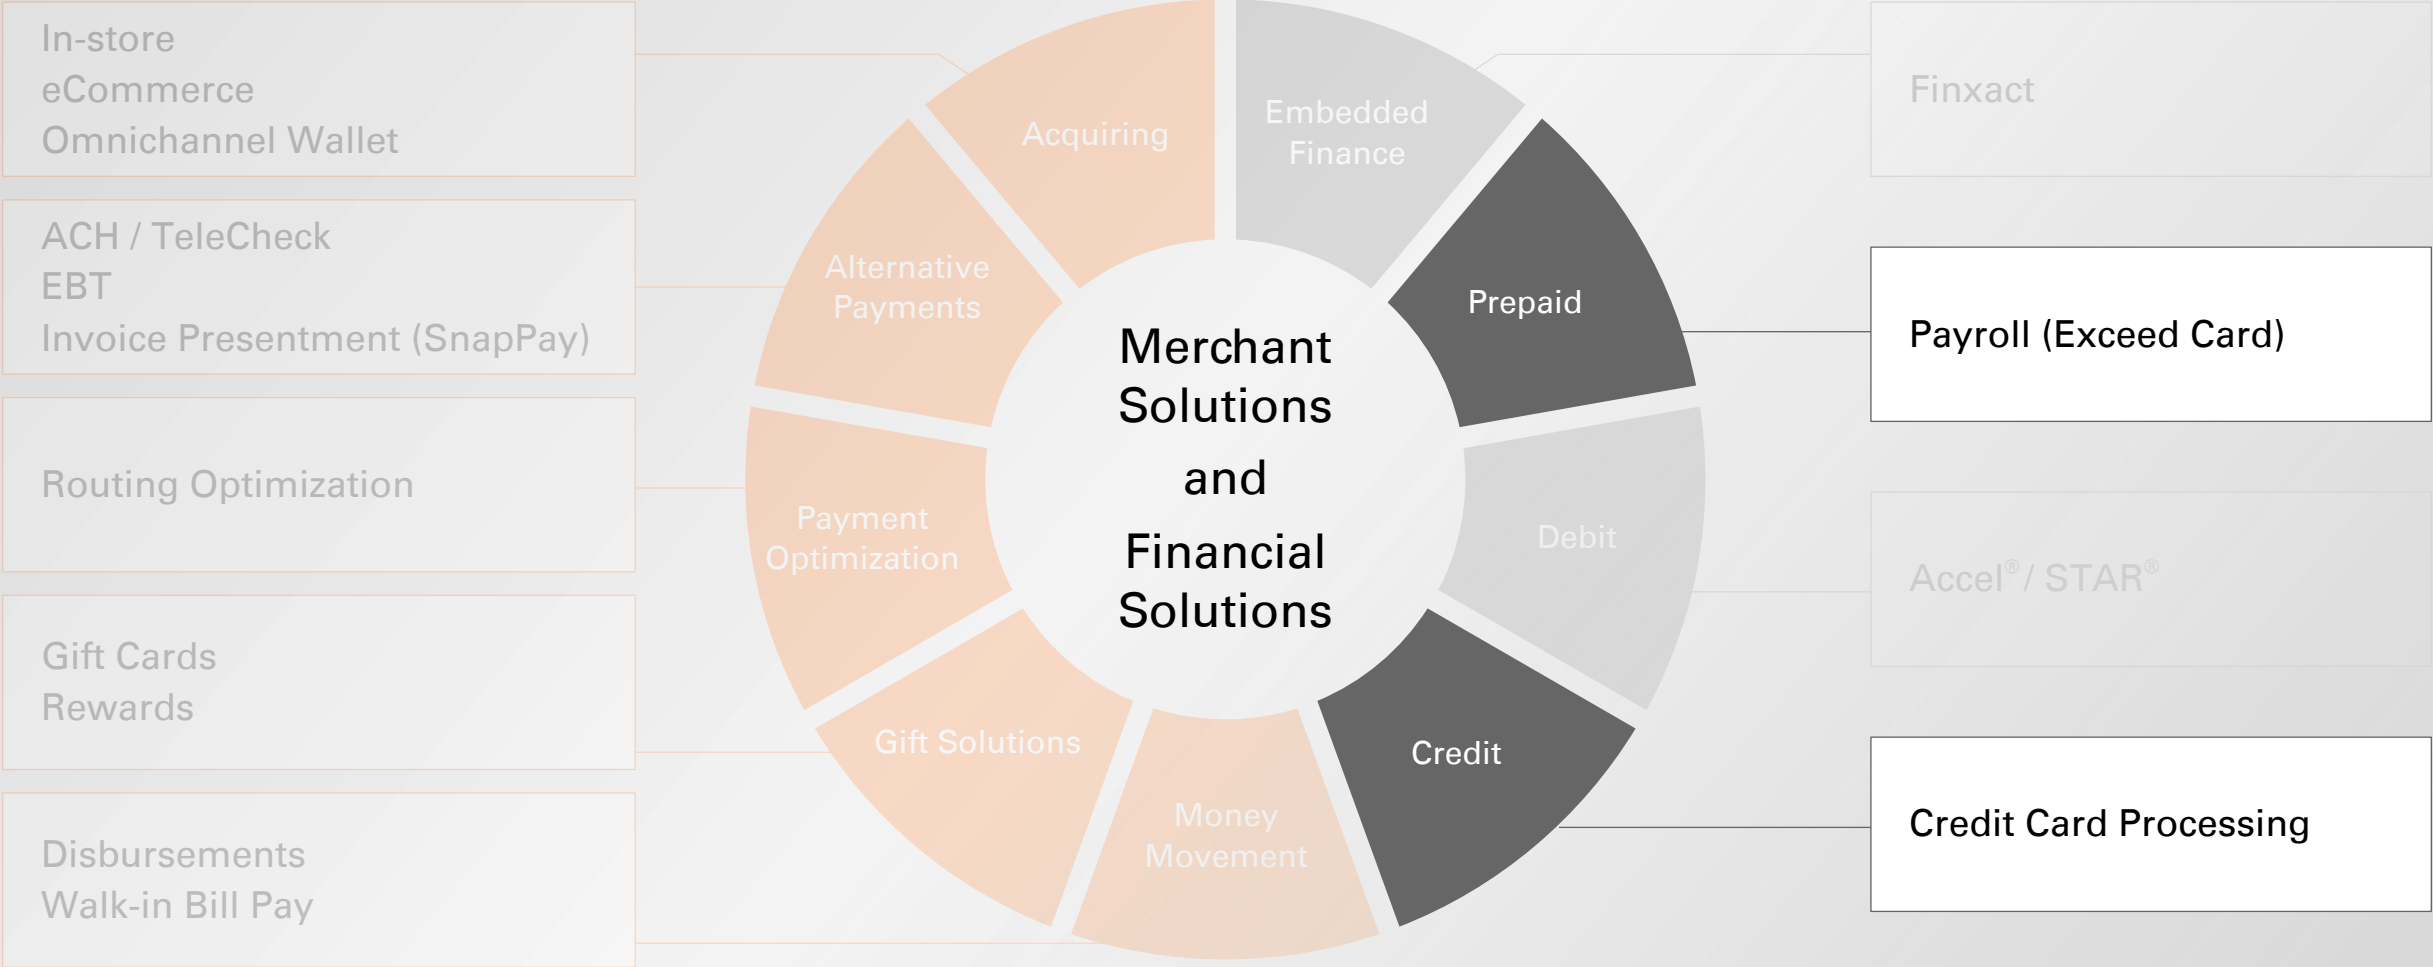 In-store
eCommerce
Omnichannel Wallet
ACH / TeleCheck
EBT
Invoice Presentment (SnapPay)
Routing Optimization
Gift Cards
Rewards
Disbursements
Walk-in Bill Pay
Acquiring
Alternative
Payments
Payment
Optimization
Gift Solutions
Money
Movement
Merchant
Solutions
and
Financial
Solutions
Embedded
Finance
Prepaid
Debit
Credit
Finxact
Payroll (Exceed Card)
Accel®/ STAR®
Credit Card Processing